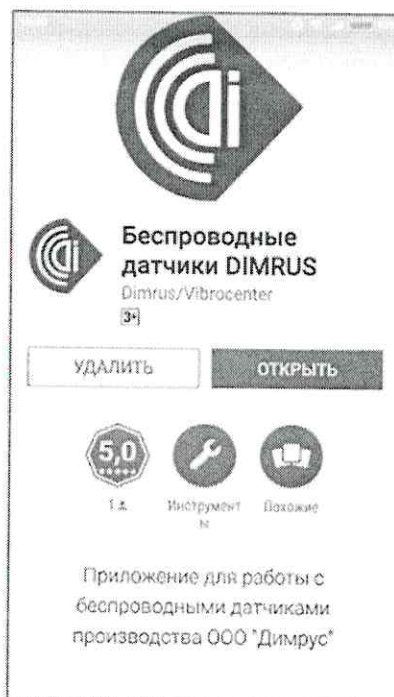 Беспроводные
датчики DIMRUS
Dimrus/Vibrocenter
3+
УДАЛИТЬ
ОТКРЫТЬ
5,0
1
Инструмент
ы
Похожие
Приложение для работы с
беспроводными датчиками
производства ООО "Димрус"